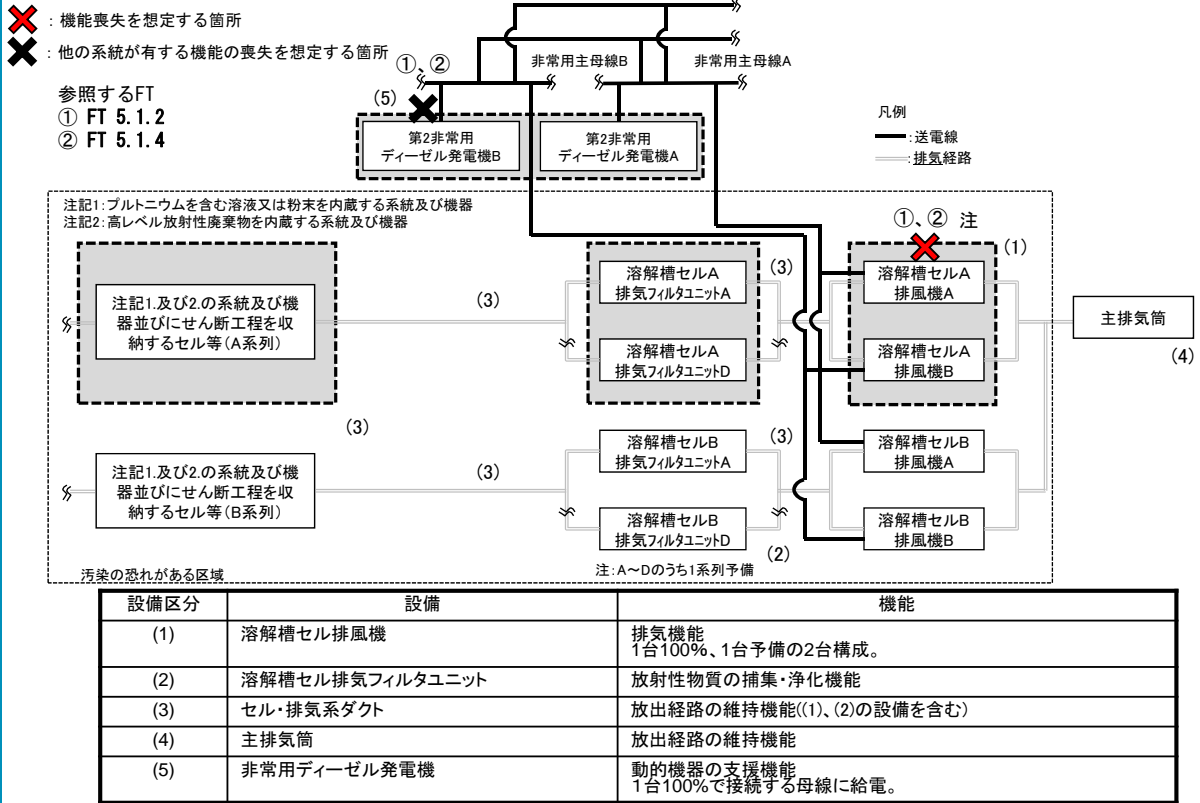 ：機能喪失を想定する箇所
：他の系統が有する機能の喪失を想定する箇所
参照するFT
① FT 5.1.2
② FT 5.1.4
①、②
非常用主母線B
非常用主母線A
(5)
第2非常用
ディーゼル発電機B
第2非常用
ディーゼル発電機A
凡例
:送電線
:排気経路
注記1:プルトニウムを含む溶液又は粉末を内蔵する系統及び機器
注記2:高レベル放射性廃棄物を内蔵する系統及び機器
①、② 注
(1)
注記1.及び2.の系統及び機
器並びにせん断工程を収
納するセル等(A系列)
(3)
溶解槽セルA
排気フィルタユニットA
(3)
溶解槽セルA
排風機A
溶解槽セルA
排気フィルタユニットD
溶解槽セルA
排風機B
主排気筒
(4)
(3)
注記1.及び2.の系統及び機
器並びにせん断工程を収
納するセル等(B系列)
(3)
溶解槽セルB
排気フィルタユニットA
(3)
溶解槽セルB
排風機A
溶解槽セルB
排気フィルタユニットD
(2)
溶解槽セルB
排風機B
汚染の恐れがある区域
注:A～Dのうち1系列予備
設備区分 設備 機能
(1) 溶解槽セル排風機 排気機能
1台100%、1台予備の2台構成。
(2) 溶解槽セル排気フィルタユニット 放射性物質の捕集・浄化機能
(3) セル・排気系ダクト 放出経路の維持機能((1)、(2)の設備を含む)
(4) 主排気筒 放出経路の維持機能
(5) 非常用ディーゼル発電機 動的機器の支援機能
1台100%で接続する母線に給電。